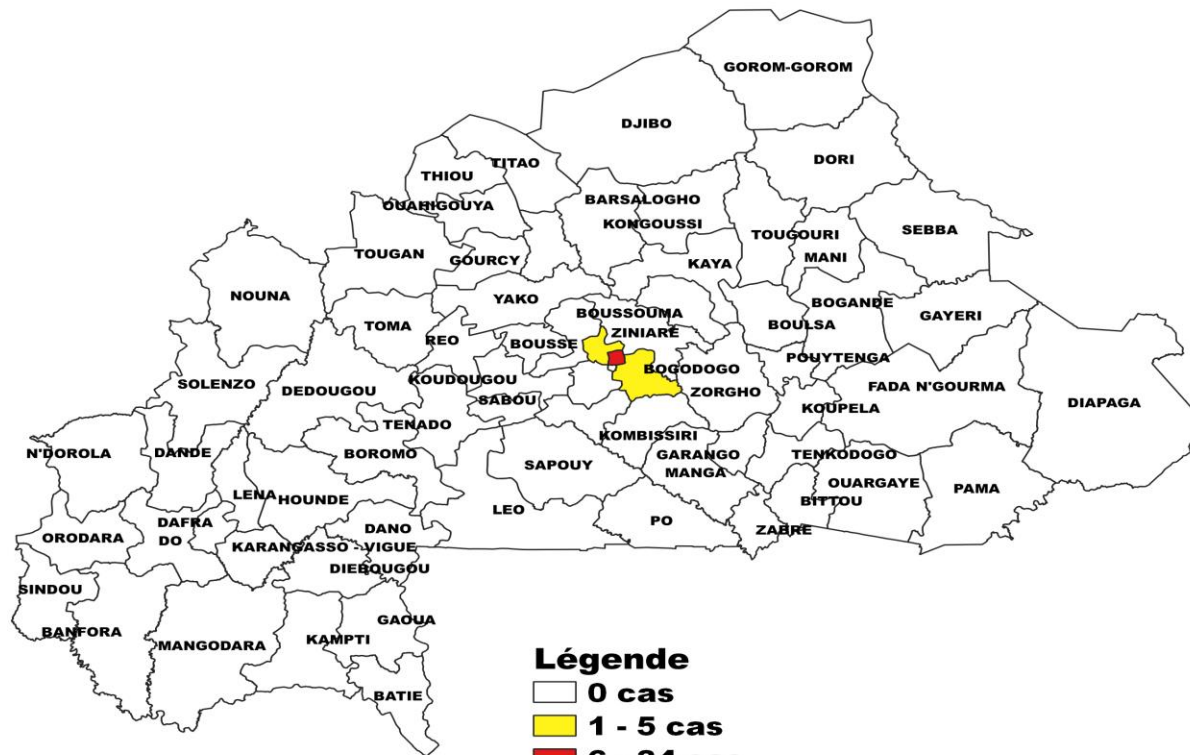 GOROM-GOROM
DJIBO
DORI
TITAO
THIOU
OUAHIGOUYA
BARSALOGHO
KONGOUSSI
TOUGOURI
SEBBA
MANI
TOUGAN
GOURCY
KAYA
NOUNA
YAKO
BOGANDE
BOUSSOUMA
GAYERI
TOMA
REO
ZINIARE
BOULSA
BOUSSE
POUYTENGA
BOGODOGO
KOUDOUGOU
SOLENZO
DEDOUGOU
SABOU
ZORGHO
FADA N'GOURMA
KOUPELA
DIAPAGA
TENADO
KOMBISSIRI
N'DOROLA
DANDE
BOROMO
GARANGO
TENKODOGO
SAPOUY
MANGA
OUARGAYE
PAMA
LENA
HOUNDE
BITTOU
LEO
PO
ZABRE
DAFRA
DO
DANO
ORODARA
KARANGASSO - VIGUE
DIEBOUGOU
SINDOU
GAOUA
BANFORA
MANGODARA
KAMPTI
BATIE
Légende
0 cas
1 - 5 cas